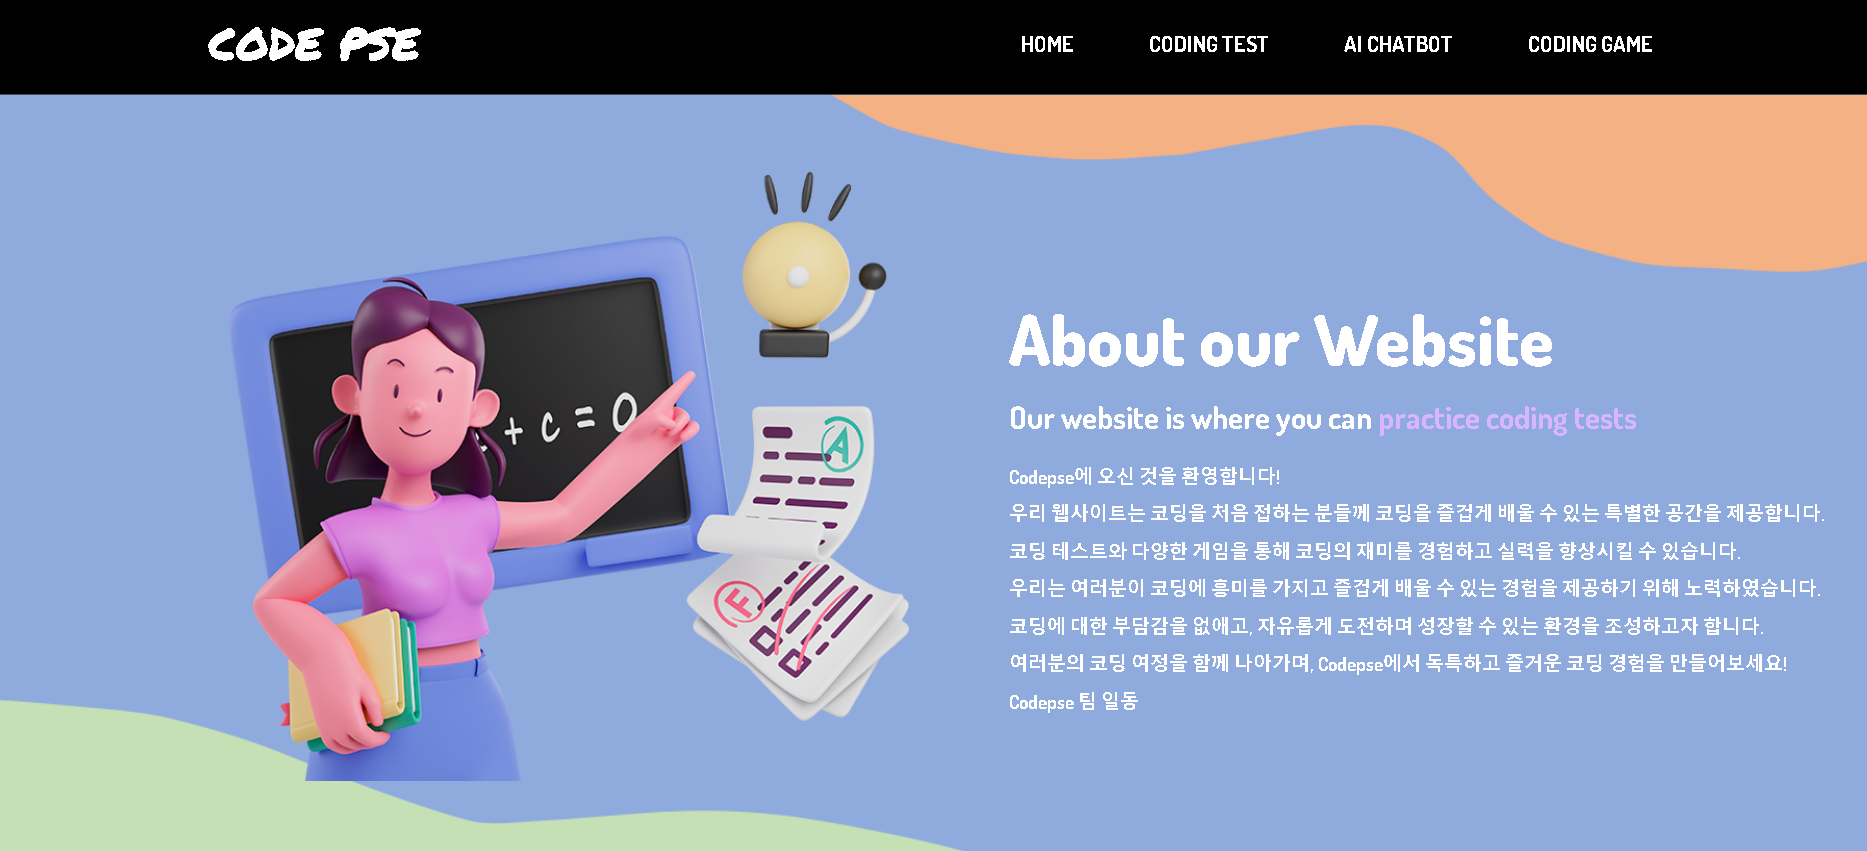 CODE PSE
HOME CODING TEST AI CHATBOT CODING GAME
+ c = 0
A
F
About our Website
Our website is where you can practice coding tests
Codepse에 오신 것을 환영합니다!
우리 웹사이트는 코딩을 처음 접하는 분들께 코딩을 즐겁게 배울 수 있는 특별한 공간을 제공합니다.
코딩 테스트와 다양한 게임을 통해 코딩의 재미를 경험하고 실력을 향상시킬 수 있습니다.
우리는 여러분이 코딩에 흥미를 가지고 즐겁게 배울 수 있는 경험을 제공하기 위해 노력하였습니다.
코딩에 대한 부담감을 없애고, 자유롭게 도전하며 성장할 수 있는 환경을 조성하고자 합니다.
여러분의 코딩 여정을 함께 나아가며, Codepse에서 독특하고 즐거운 코딩 경험을 만들어보세요!
Codepse 팀 일동